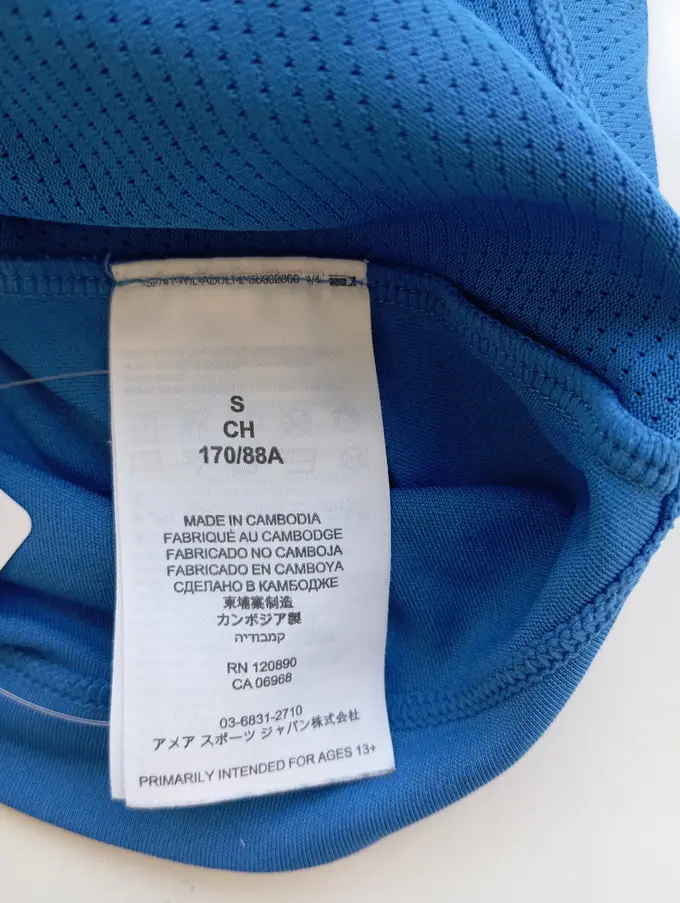 S
CH
170/88A
MADE IN CAMBODIA
FABRIQUÉ AU CAMBODGE
FABRICADO NO CAMBOJA
FABRICADO EN CAMBOYA
СДЕЛАНО В КАМБОДЖЕ
柬埔寨制造
カンボジア製
קמבודיה
RN 120890
CA 06968
03-6831-2710
アメア スポーツ ジャパン株式会社
PRIMARILY INTENDED FOR AGES 13+